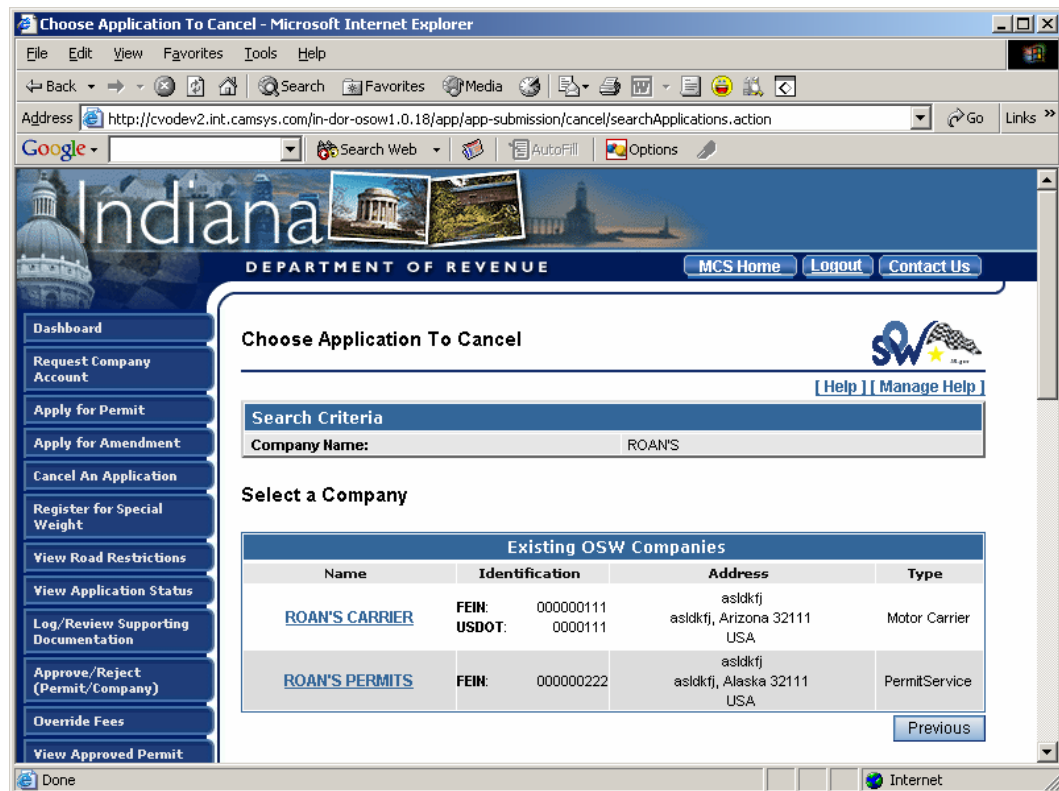 Choose Application To Cancel - Microsoft Internet Explorer
File Edit View Favorites Tools Help
Back Search Favorites Media
Address http://cvodev2.int.camsys.com/in-dor-osow1.0.18/app/app-submission/cancel/searchApplications.action Go Links »
Google Search Web AutoFill Options
Indiana
DEPARTMENT OF REVENUE MCS Home Logout Contact Us
Dashboard
Request Company
Account
Apply for Permit
Apply for Amendment
Cancel An Application
Register for Special
Weight
View Road Restrictions
View Application Status
Log/Review Supporting
Documentation
Approve/Reject
(Permit/Company)
Override Fees
View Approved Permit
Choose Application To Cancel
OSW
[ Help ] [ Manage Help ]
Search Criteria
Company Name: ROAN'S
Select a Company
Existing OSW Companies
Name Identification Address Type
ROAN'S CARRIER
FEIN: 000000111
USDOT: 0000111
asldkfj
asldkfj, Arizona 32111
USA
Motor Carrier
ROAN'S PERMITS
FEIN: 000000222
asldkfj
asldkfj, Alaska 32111
USA
PermitService
Previous
Done Internet